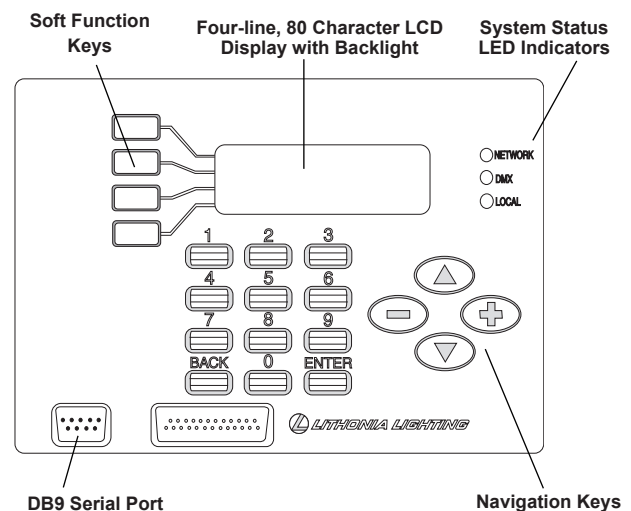 Soft Function
Keys
Four-line, 80 Character LCD
Display with Backlight
System Status
LED Indicators
NETWORK
DMX
LOCAL
1 2 3
4 5 6
7 8 9
BACK 0 ENTER
LITHONIA LIGHTING
DB9 Serial Port
Navigation Keys